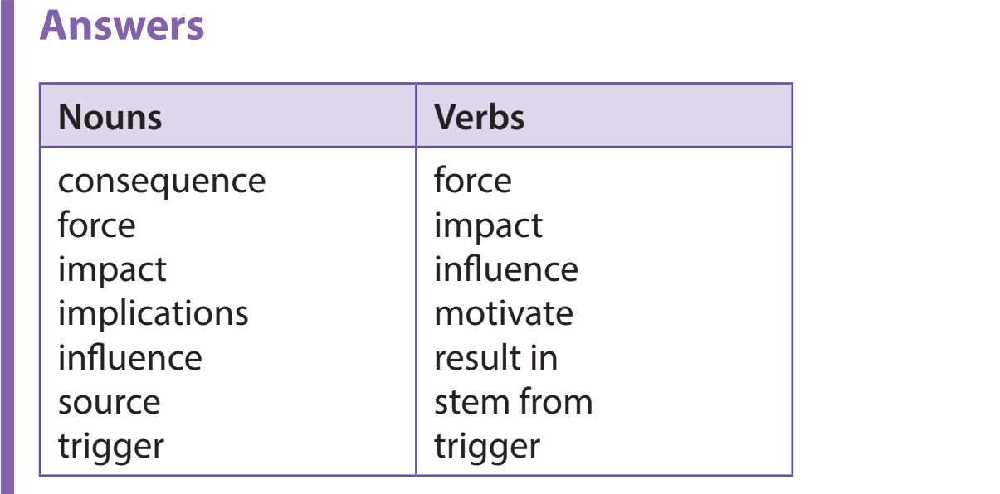 Answers
Nouns Verbs
consequence force
force impact
impact influence
implications motivate
influence result in
source stem from
trigger trigger